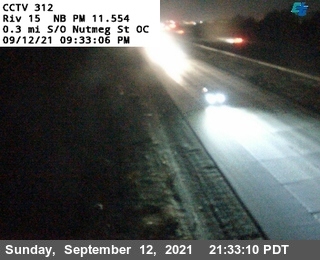 CCTV 312
Riv 15 NB PM 11.554
0.3 mi S/O Nutmeg St OC
09/12/21 09:33:06 PM
Sunday, September 12, 2021 21:33:10 PDT